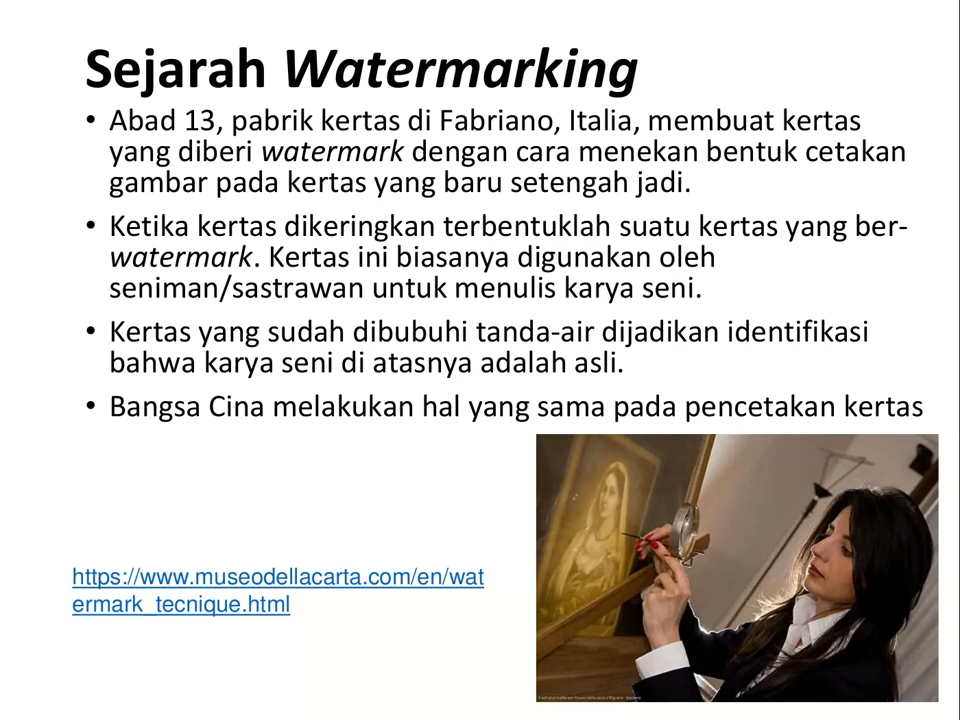 Sejarah Watermarking
• Abad 13, pabrik kertas di Fabriano, Italia, membuat kertas
yang diberi watermark dengan cara menekan bentuk cetakan
gambar pada kertas yang baru setengah jadi.
• Ketika kertas dikeringkan terbentuklah suatu kertas yang ber-
watermark. Kertas ini biasanya digunakan oleh
seniman/sastrawan untuk menulis karya seni.
• Kertas yang sudah dibubuhi tanda-air dijadikan identifikasi
bahwa karya seni di atasnya adalah asli.
• Bangsa Cina melakukan hal yang sama pada pencetakan kertas
https://www.museodellacarta.com/en/wat
ermark_tecnique.html